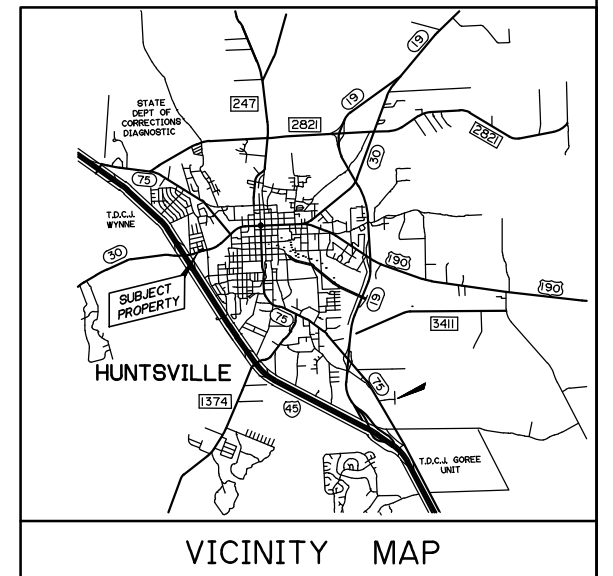 19
247
19
STATE
DEPT OF
CORRECTIONS
DIAGNOSTIC
2821
2821
30
75
T.D.C.J.
WYNNE
30
190
190
SUBJECT
PROPERTY
19
75
3411
HUNTSVILLE
75
1374
45
T.D.C.J. GOREE
UNIT
VICINITY MAP